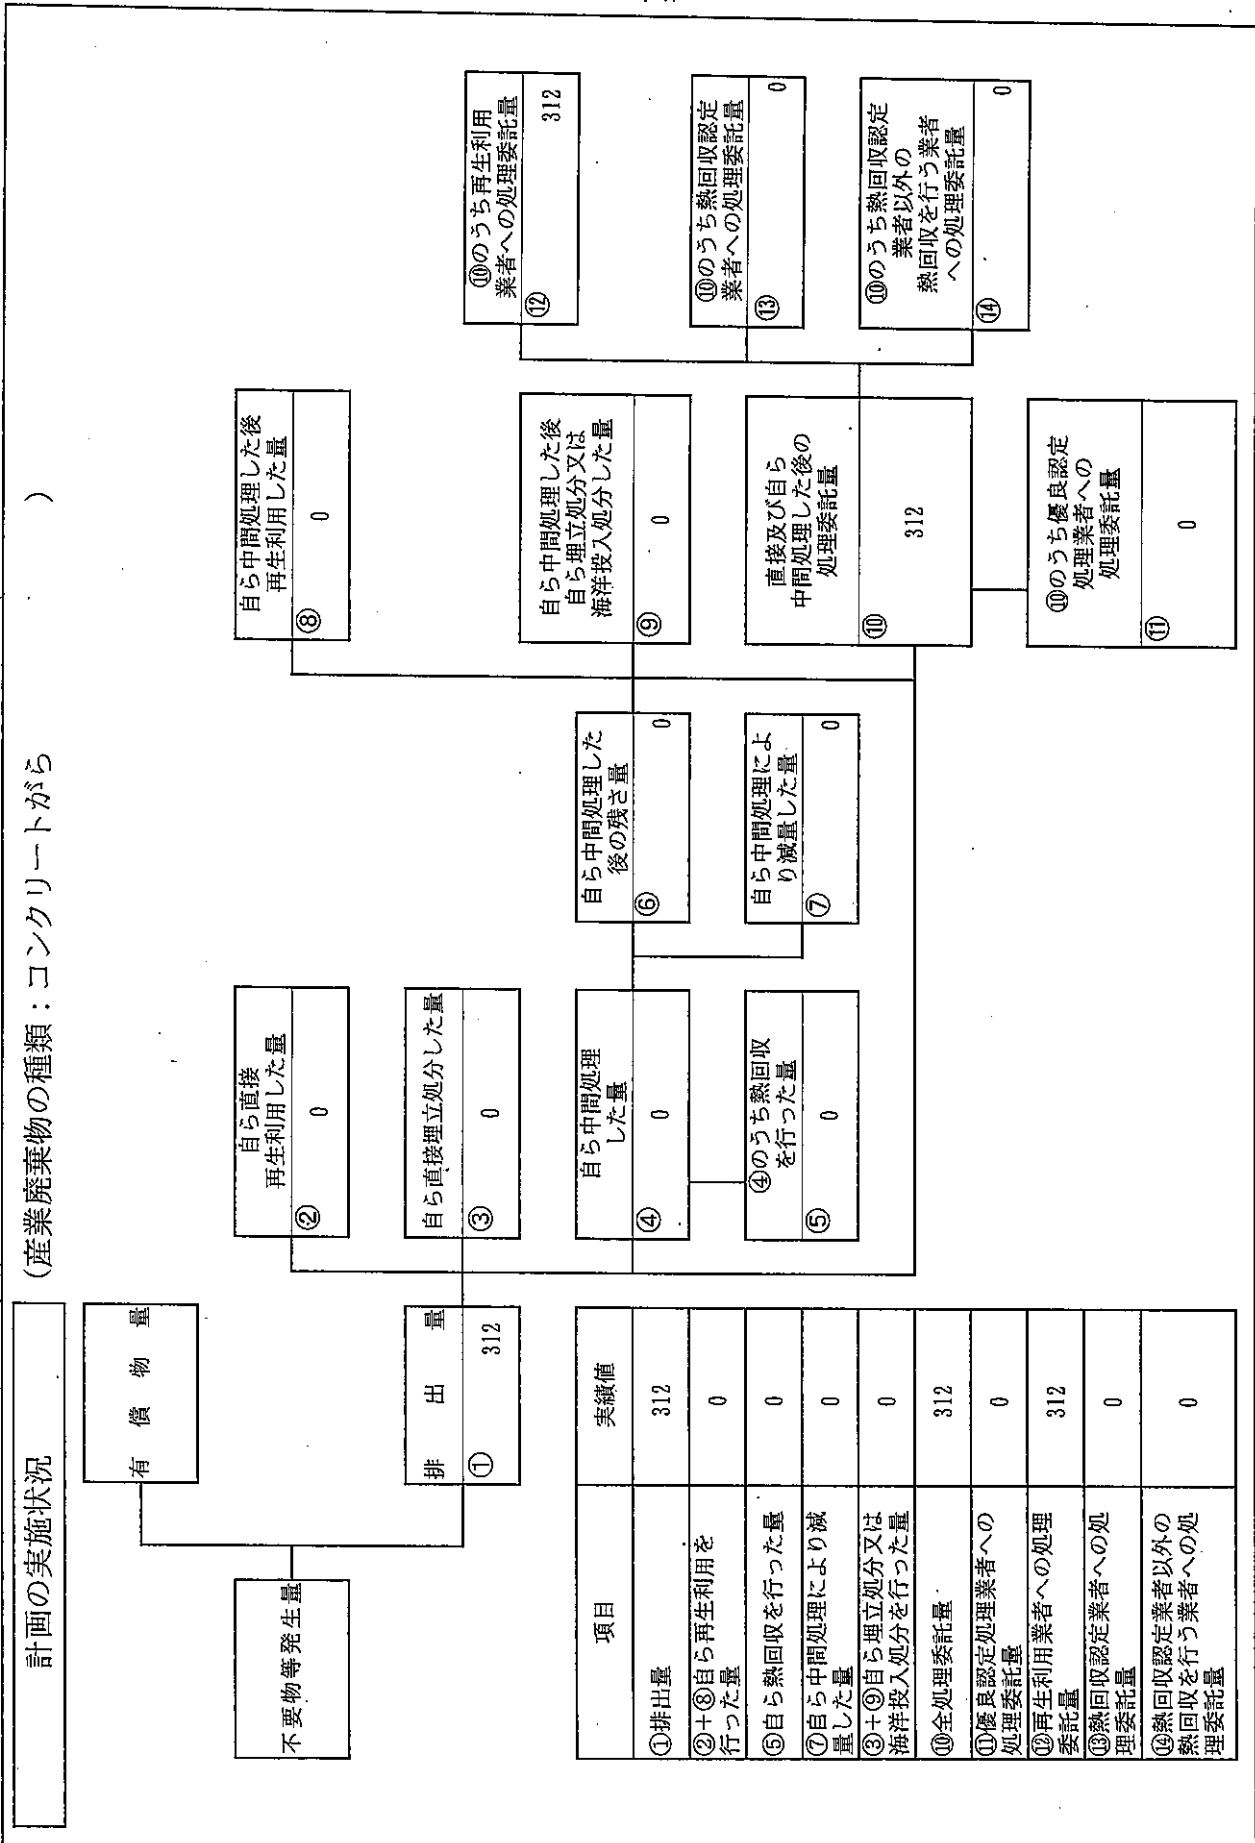 計画の実施状況
(産業廃棄物の種類：コンクリートがら
)
不要物等発生量
有 償 物 量
排 出 量
①
312
自ら直接
再生利用した量
②
0
自ら直接埋立処分した量
③
0
自ら中間処理
した量
④
0
④のうち熱回収
を行った量
⑤
0
自ら中間処理した
後の残さ量
⑥
0
自ら中間処理によ
り減量した量
⑦
0
自ら中間処理した後
再生利用した量
⑧
0
自ら中間処理した後
自ら埋立処分又は
海洋投入処分した量
⑨
0
直接及び自ら
中間処理した後の
処理委託量
⑩
312
⑩のうち優良認定
処理業者への
処理委託量
⑪
0
⑩のうち再生利用
業者への処理委託量
⑫
312
⑩のうち熱回収認定
業者への処理委託量
⑬
0
⑩のうち熱回収認定
業者以外の
熱回収を行う業者
への処理委託量
⑭
0
項目
実績値
①排出量
312
②+⑧自ら再生利用を
行った量
0
⑤自ら熱回収を行った量
0
⑦自ら中間処理により減
量した量
0
③+⑨自ら埋立処分又は
海洋投入処分を行った量
0
⑩全処理委託量
312
⑪優良認定処理業者への
処理委託量
0
⑫再生利用業者への処理
委託量
312
⑬熱回収認定業者への処
理委託量
0
⑭熱回収認定業者以外の
熱回収を行う業者への処
理委託量
0